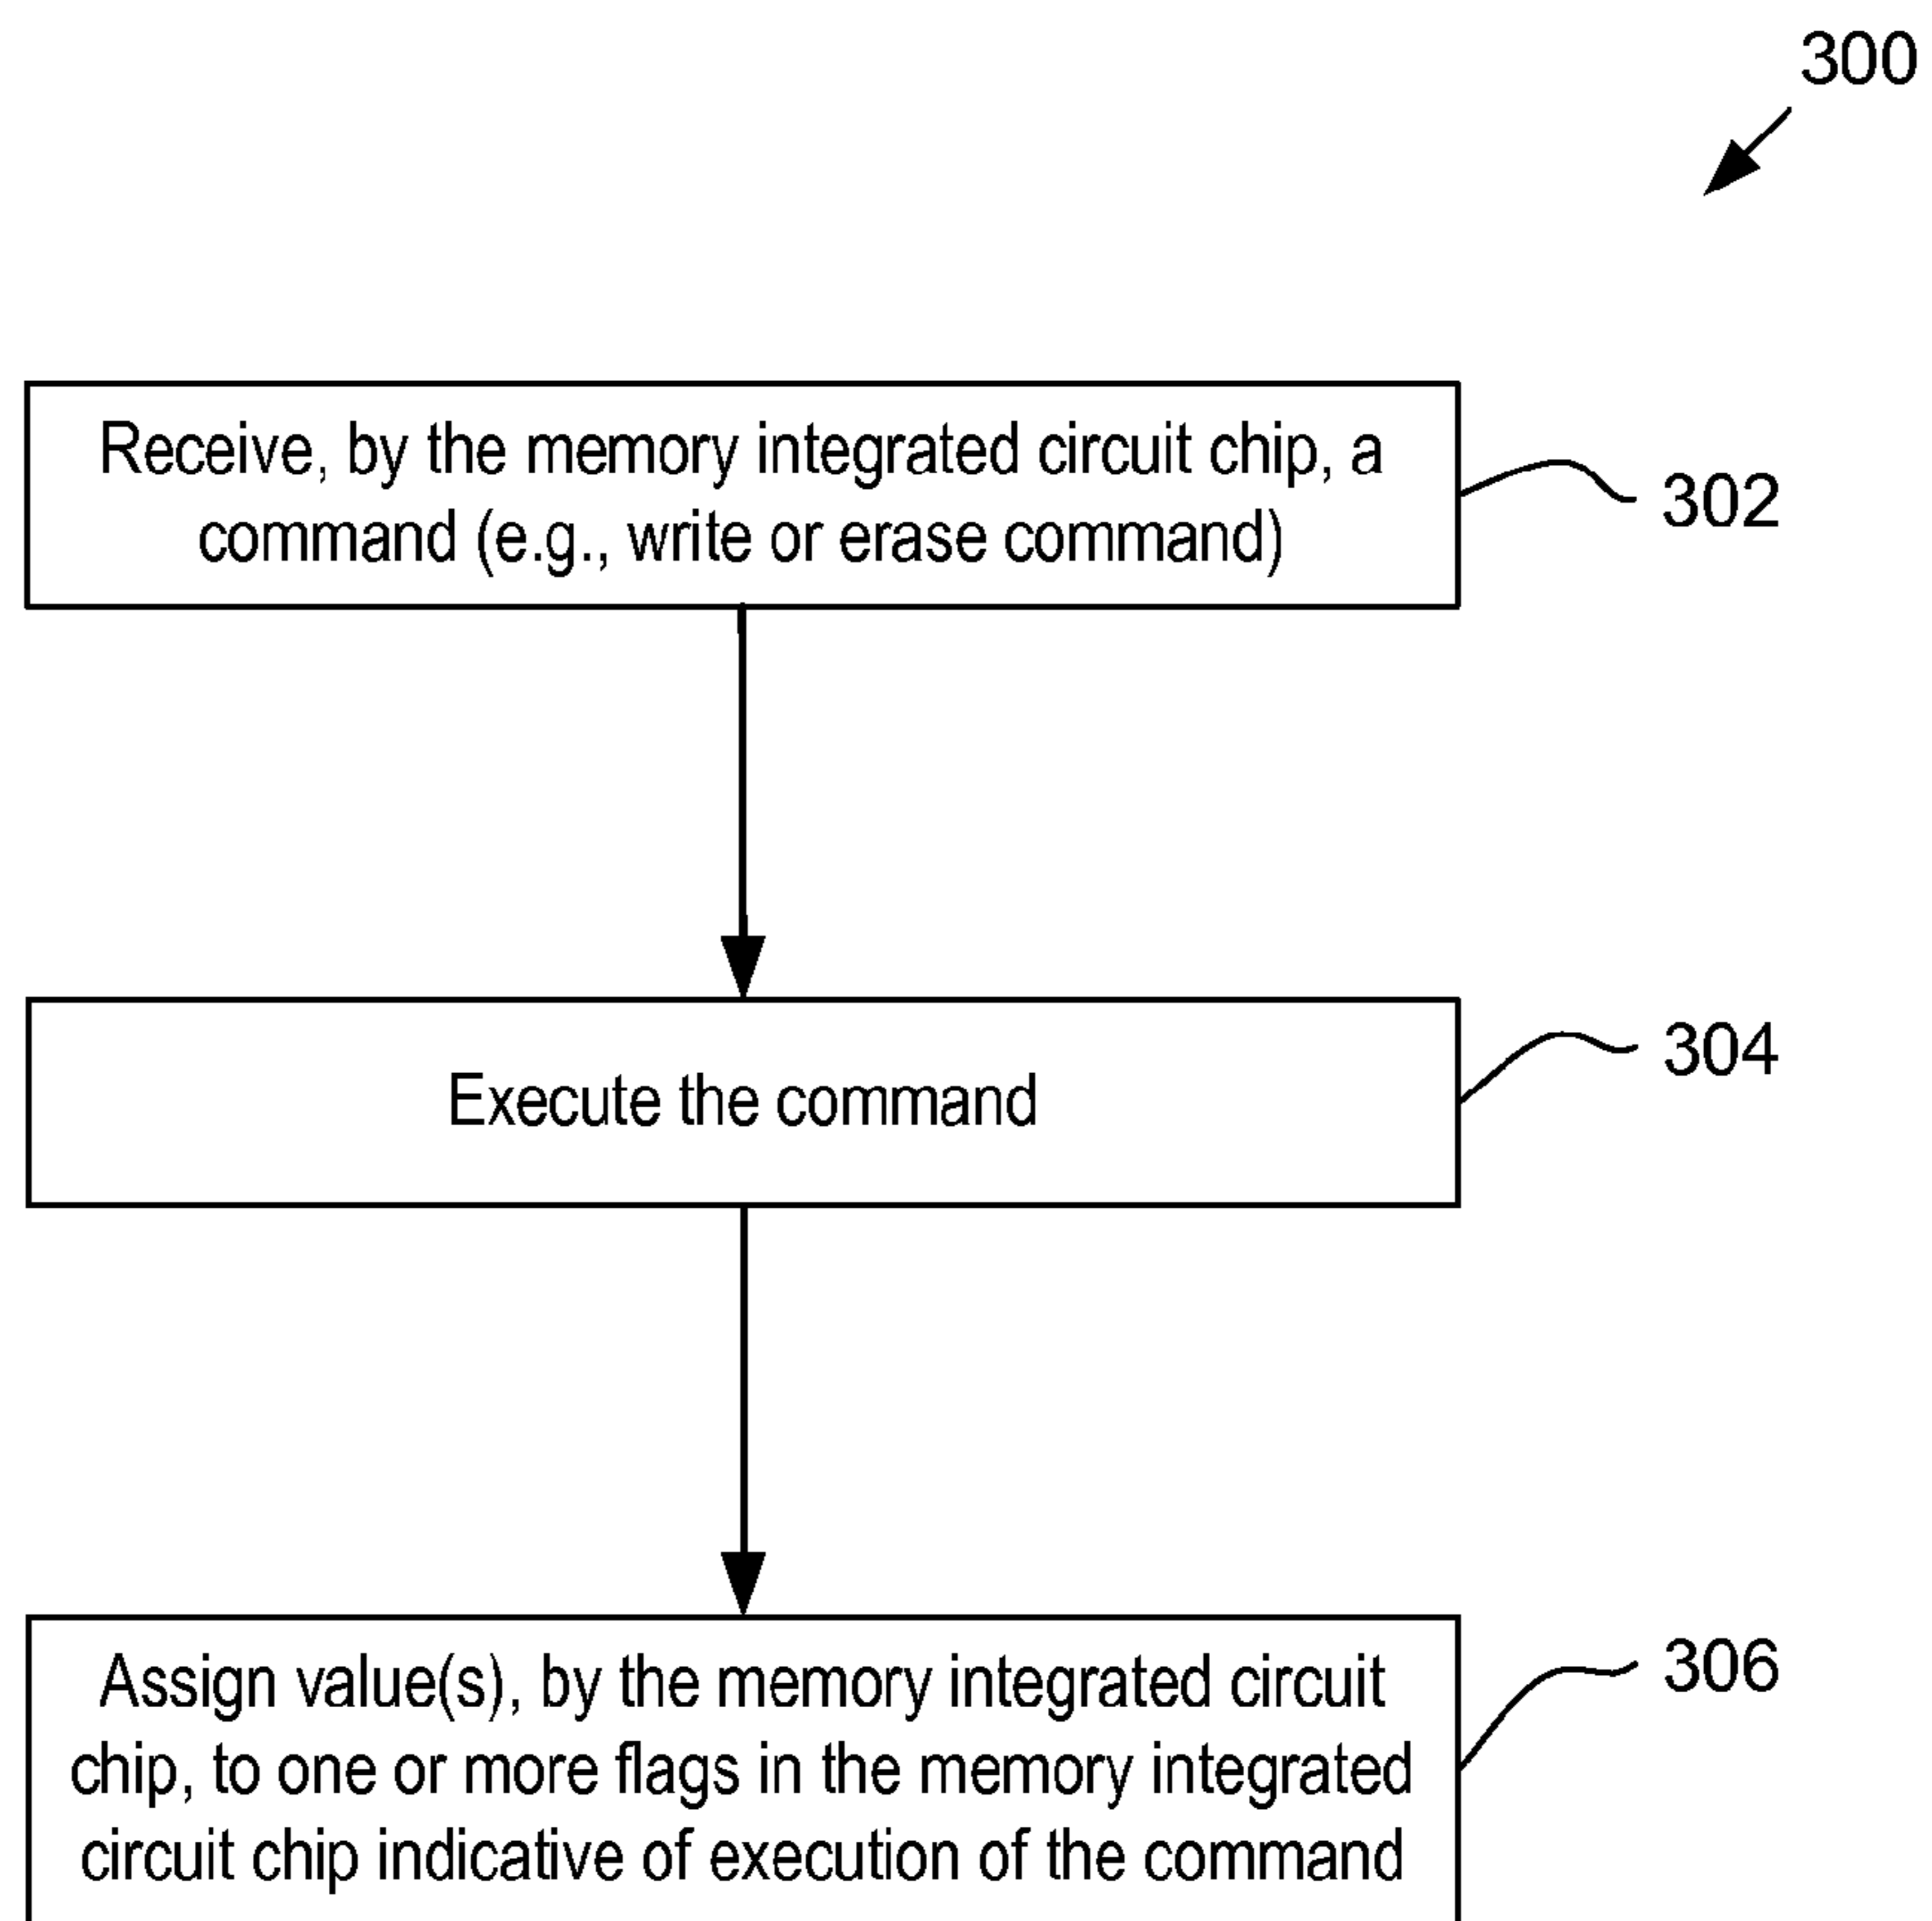 300
Receive, by the memory integrated circuit chip, a
command (e.g., write or erase command)
302
Execute the command
304
Assign value(s), by the memory integrated circuit
chip, to one or more flags in the memory integrated
circuit chip indicative of execution of the command
306